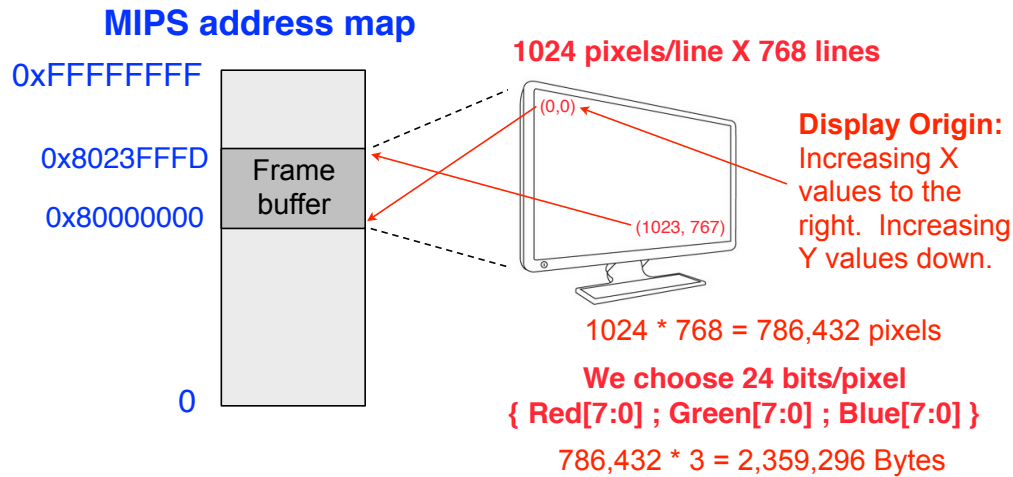 MIPS address map
0xFFFFFFFF
0x8023FFFD
0x80000000
0
Frame
buffer
1024 pixels/line X 768 lines
(0,0)
(1023, 767)
Display Origin:
Increasing X
values to the
right. Increasing
Y values down.
1024 * 768 = 786,432 pixels
We choose 24 bits/pixel
{ Red[7:0] ; Green[7:0] ; Blue[7:0] }
786,432 * 3 = 2,359,296 Bytes